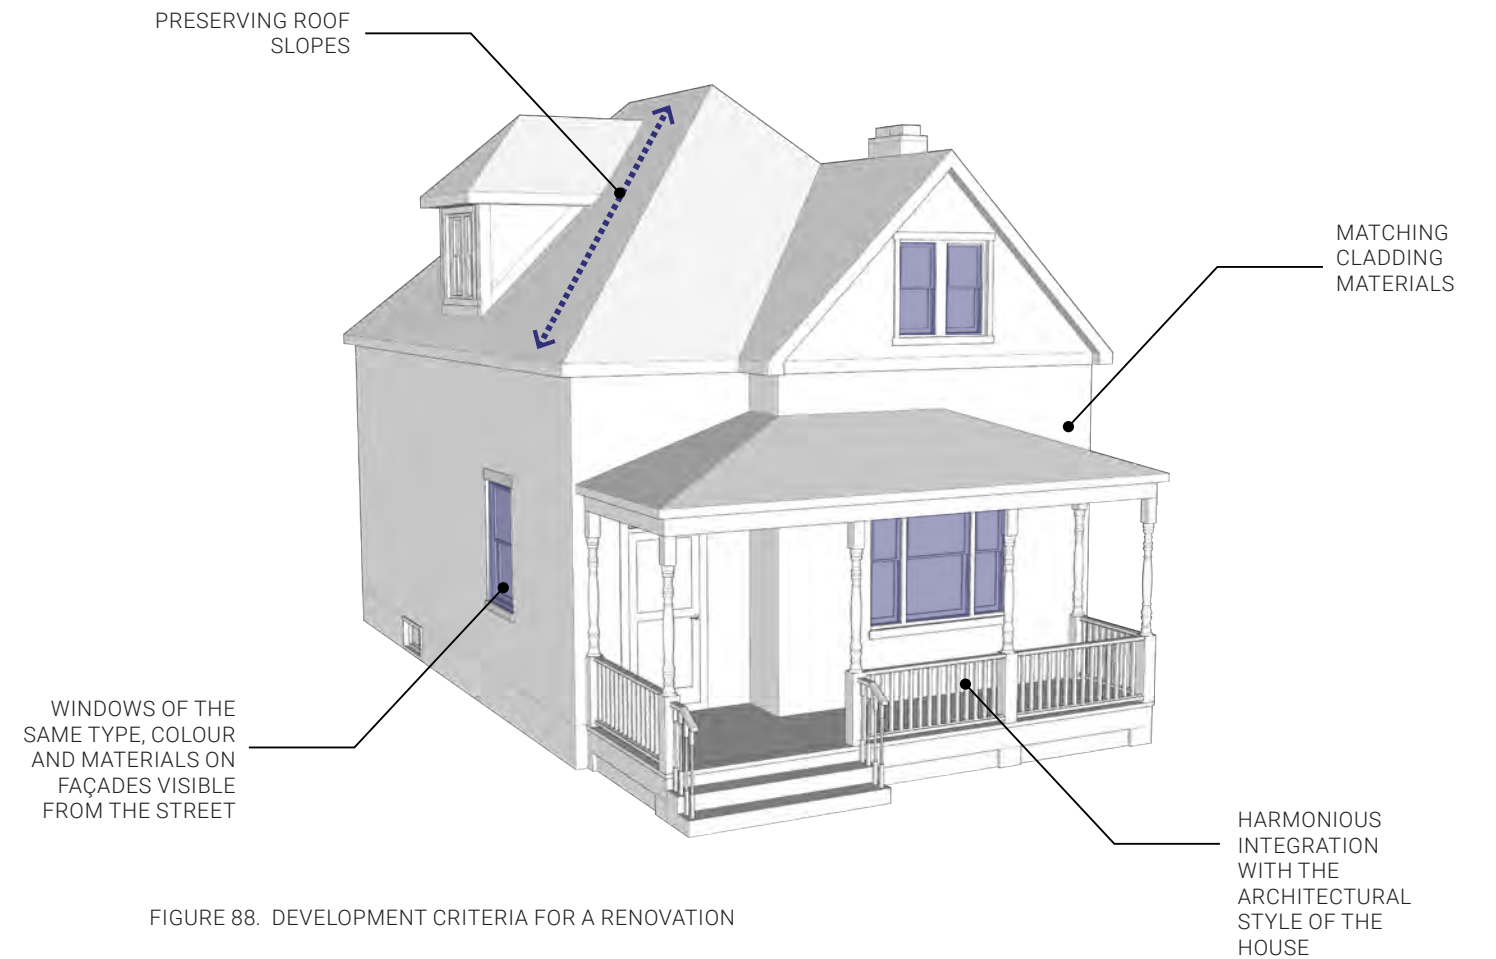 PRESERVING ROOF
SLOPES
MATCHING
CLADDING
MATERIALS
WINDOWS OF THE
SAME TYPE, COLOUR
AND MATERIALS ON
FAÇADES VISIBLE
FROM THE STREET
HARMONIOUS
INTEGRATION
WITH THE
ARCHITECTURAL
STYLE OF THE
HOUSE
FIGURE 88. DEVELOPMENT CRITERIA FOR A RENOVATION